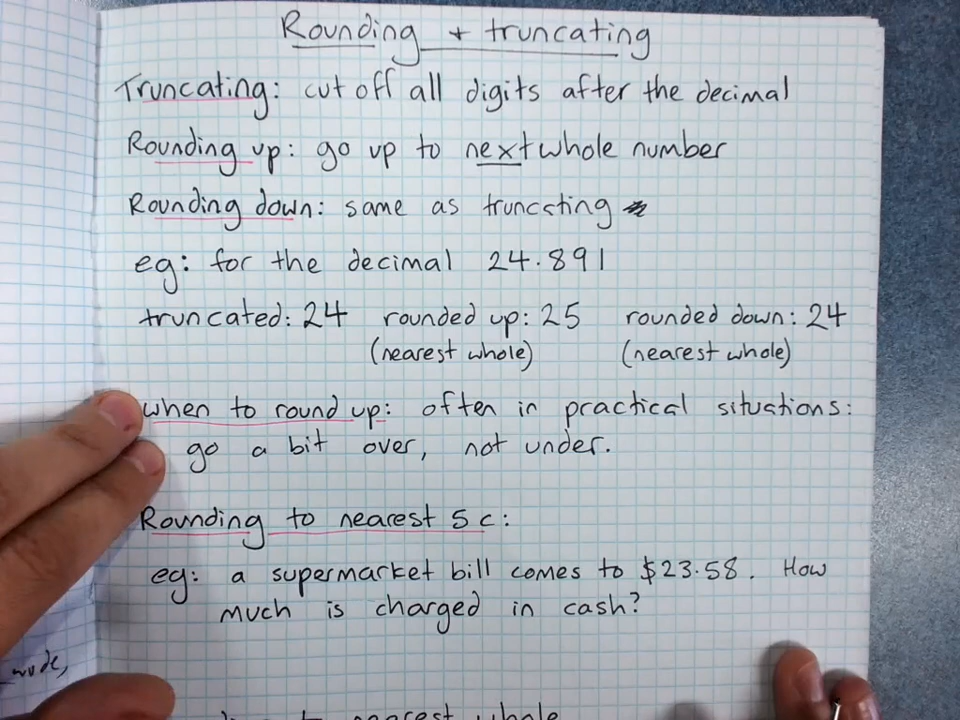 Rounding + truncating
Truncating: cut off all digits after the decimal
Rounding up: go up to next whole number
Rounding down: same as truncating
eg: for the decimal 24.891
truncated: 24 rounded up: 25 rounded down: 24
(nearest whole) (nearest whole)
when to round up: often in practical situations:
go a bit over, not under.
Rounding to nearest 5c:
eg: a supermarket bill comes to $23.58. How
much is charged in cash?
nearest whole